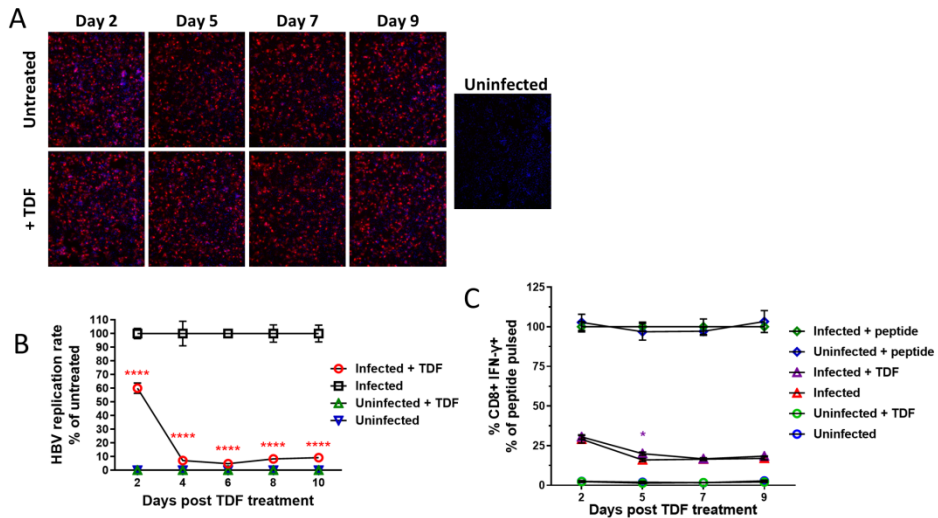 A
Day 2 Day 5 Day 7 Day 9
Untreated
+ TDF
Uninfected
B
HBV replication rate
% of untreated
110
100
90
80
70
60
50
40
30
20
10
0
****
****
****
****
****
2 4 6 8 10
Days post TDF treatment
Infected + TDF
Infected
Uninfected + TDF
Uninfected
C
% CD8+ IFN-γ+
% of peptide pulsed
125
100
75
50
25
0
*
2 5 7 9
Days post TDF treatment
Infected + peptide
Uninfected + peptide
Infected + TDF
Infected
Uninfected + TDF
Uninfected